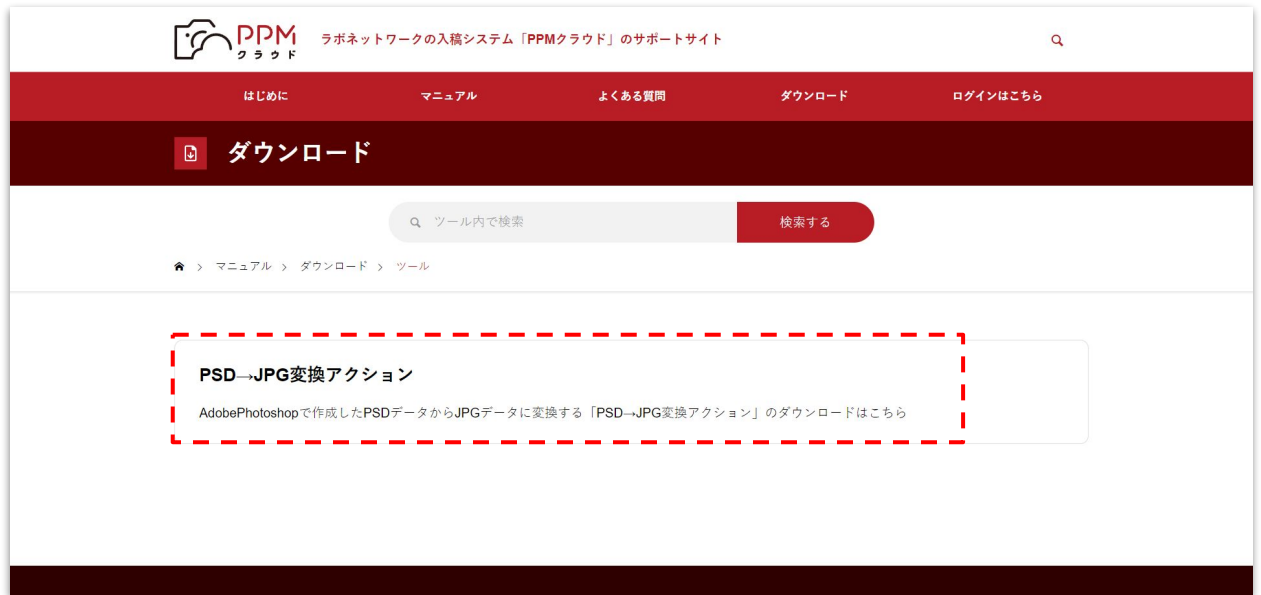 PPM
クラウド
ラボネットワークの入稿システム「PPMクラウド」のサポートサイト
はじめに
マニュアル
よくある質問
ダウンロード
ログインはこちら
ダウンロード
ツール内で検索
検索する
> マニュアル > ダウンロード > ツール
PSD→JPG変換アクション
AdobePhotoshopで作成したPSDデータからJPGデータに変換する「PSD→JPG変換アクション」のダウンロードはこちら